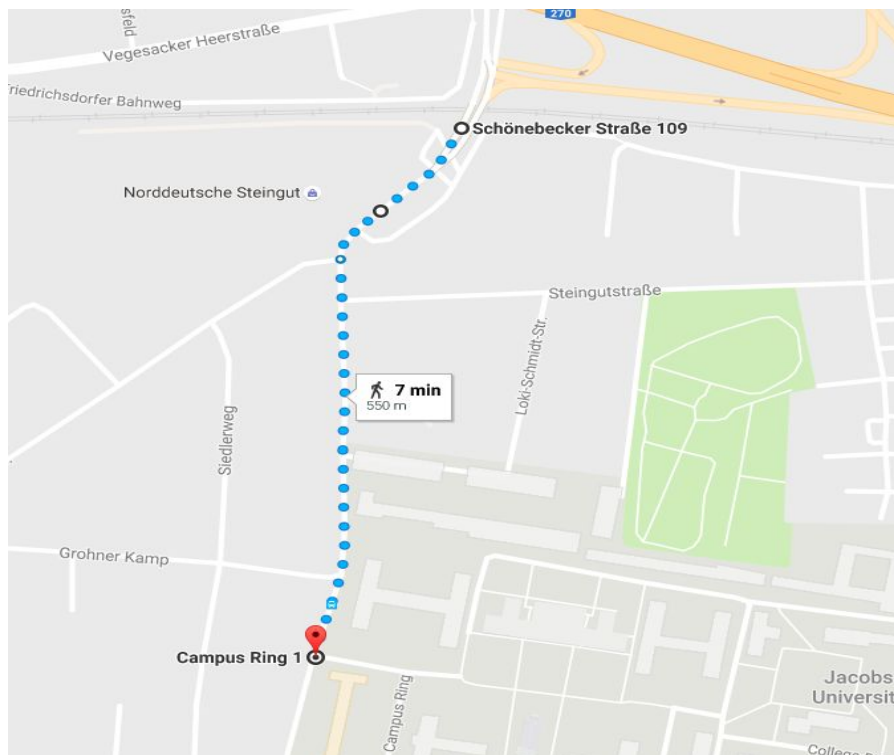 270
sfeld
Vegesacker Heerstraße
Friedrichsdorfer Bahnweg
Schönebecker Straße 109
Norddeutsche Steingut
Steingutstraße
Loki-Schmidt-Str.
7 min
550 m
Siedlerweg
Grohner Kamp
Campus Ring 1
Campus Ring
Jacobs
Universit
College